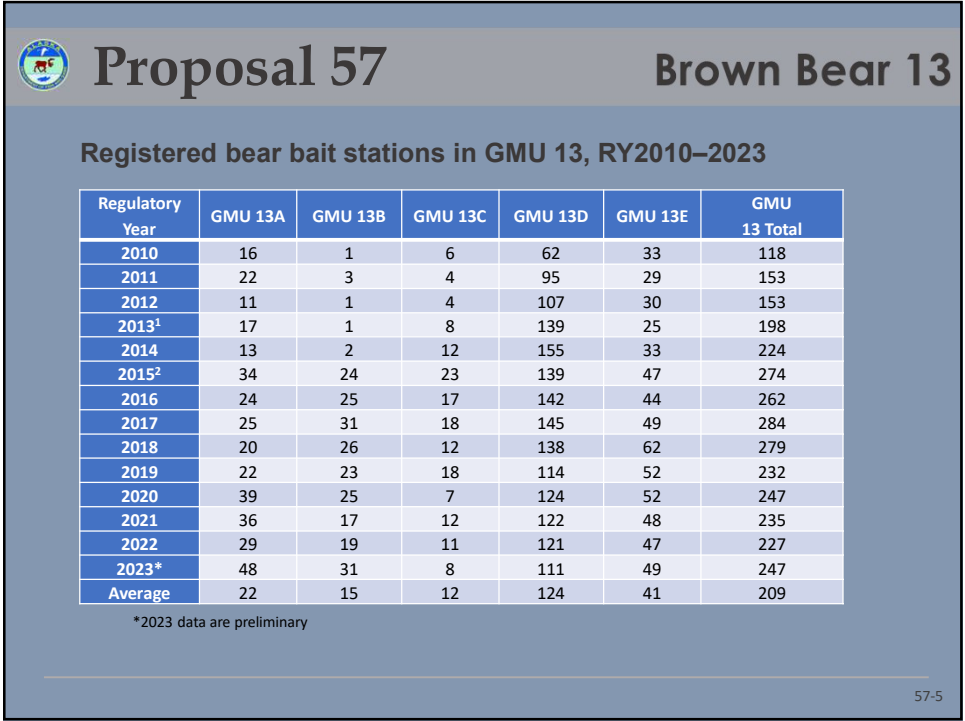 Proposal 57
Brown Bear 13
Registered bear bait stations in GMU 13, RY2010–2023
Regulatory Year GMU 13A GMU 13B GMU 13C GMU 13D GMU 13E GMU 13 Total
2010 16 1 6 62 33 118
2011 22 3 4 95 29 153
2012 11 1 4 107 30 153
2013¹ 17 1 8 139 25 198
2014 13 2 12 155 33 224
2015² 34 24 23 139 47 274
2016 24 25 17 142 44 262
2017 25 31 18 145 49 284
2018 20 26 12 138 62 279
2019 22 23 18 114 52 232
2020 39 25 7 124 52 247
2021 36 17 12 122 48 235
2022 29 19 11 121 47 227
2023* 48 31 8 111 49 247
Average 22 15 12 124 41 209
*2023 data are preliminary
57-5